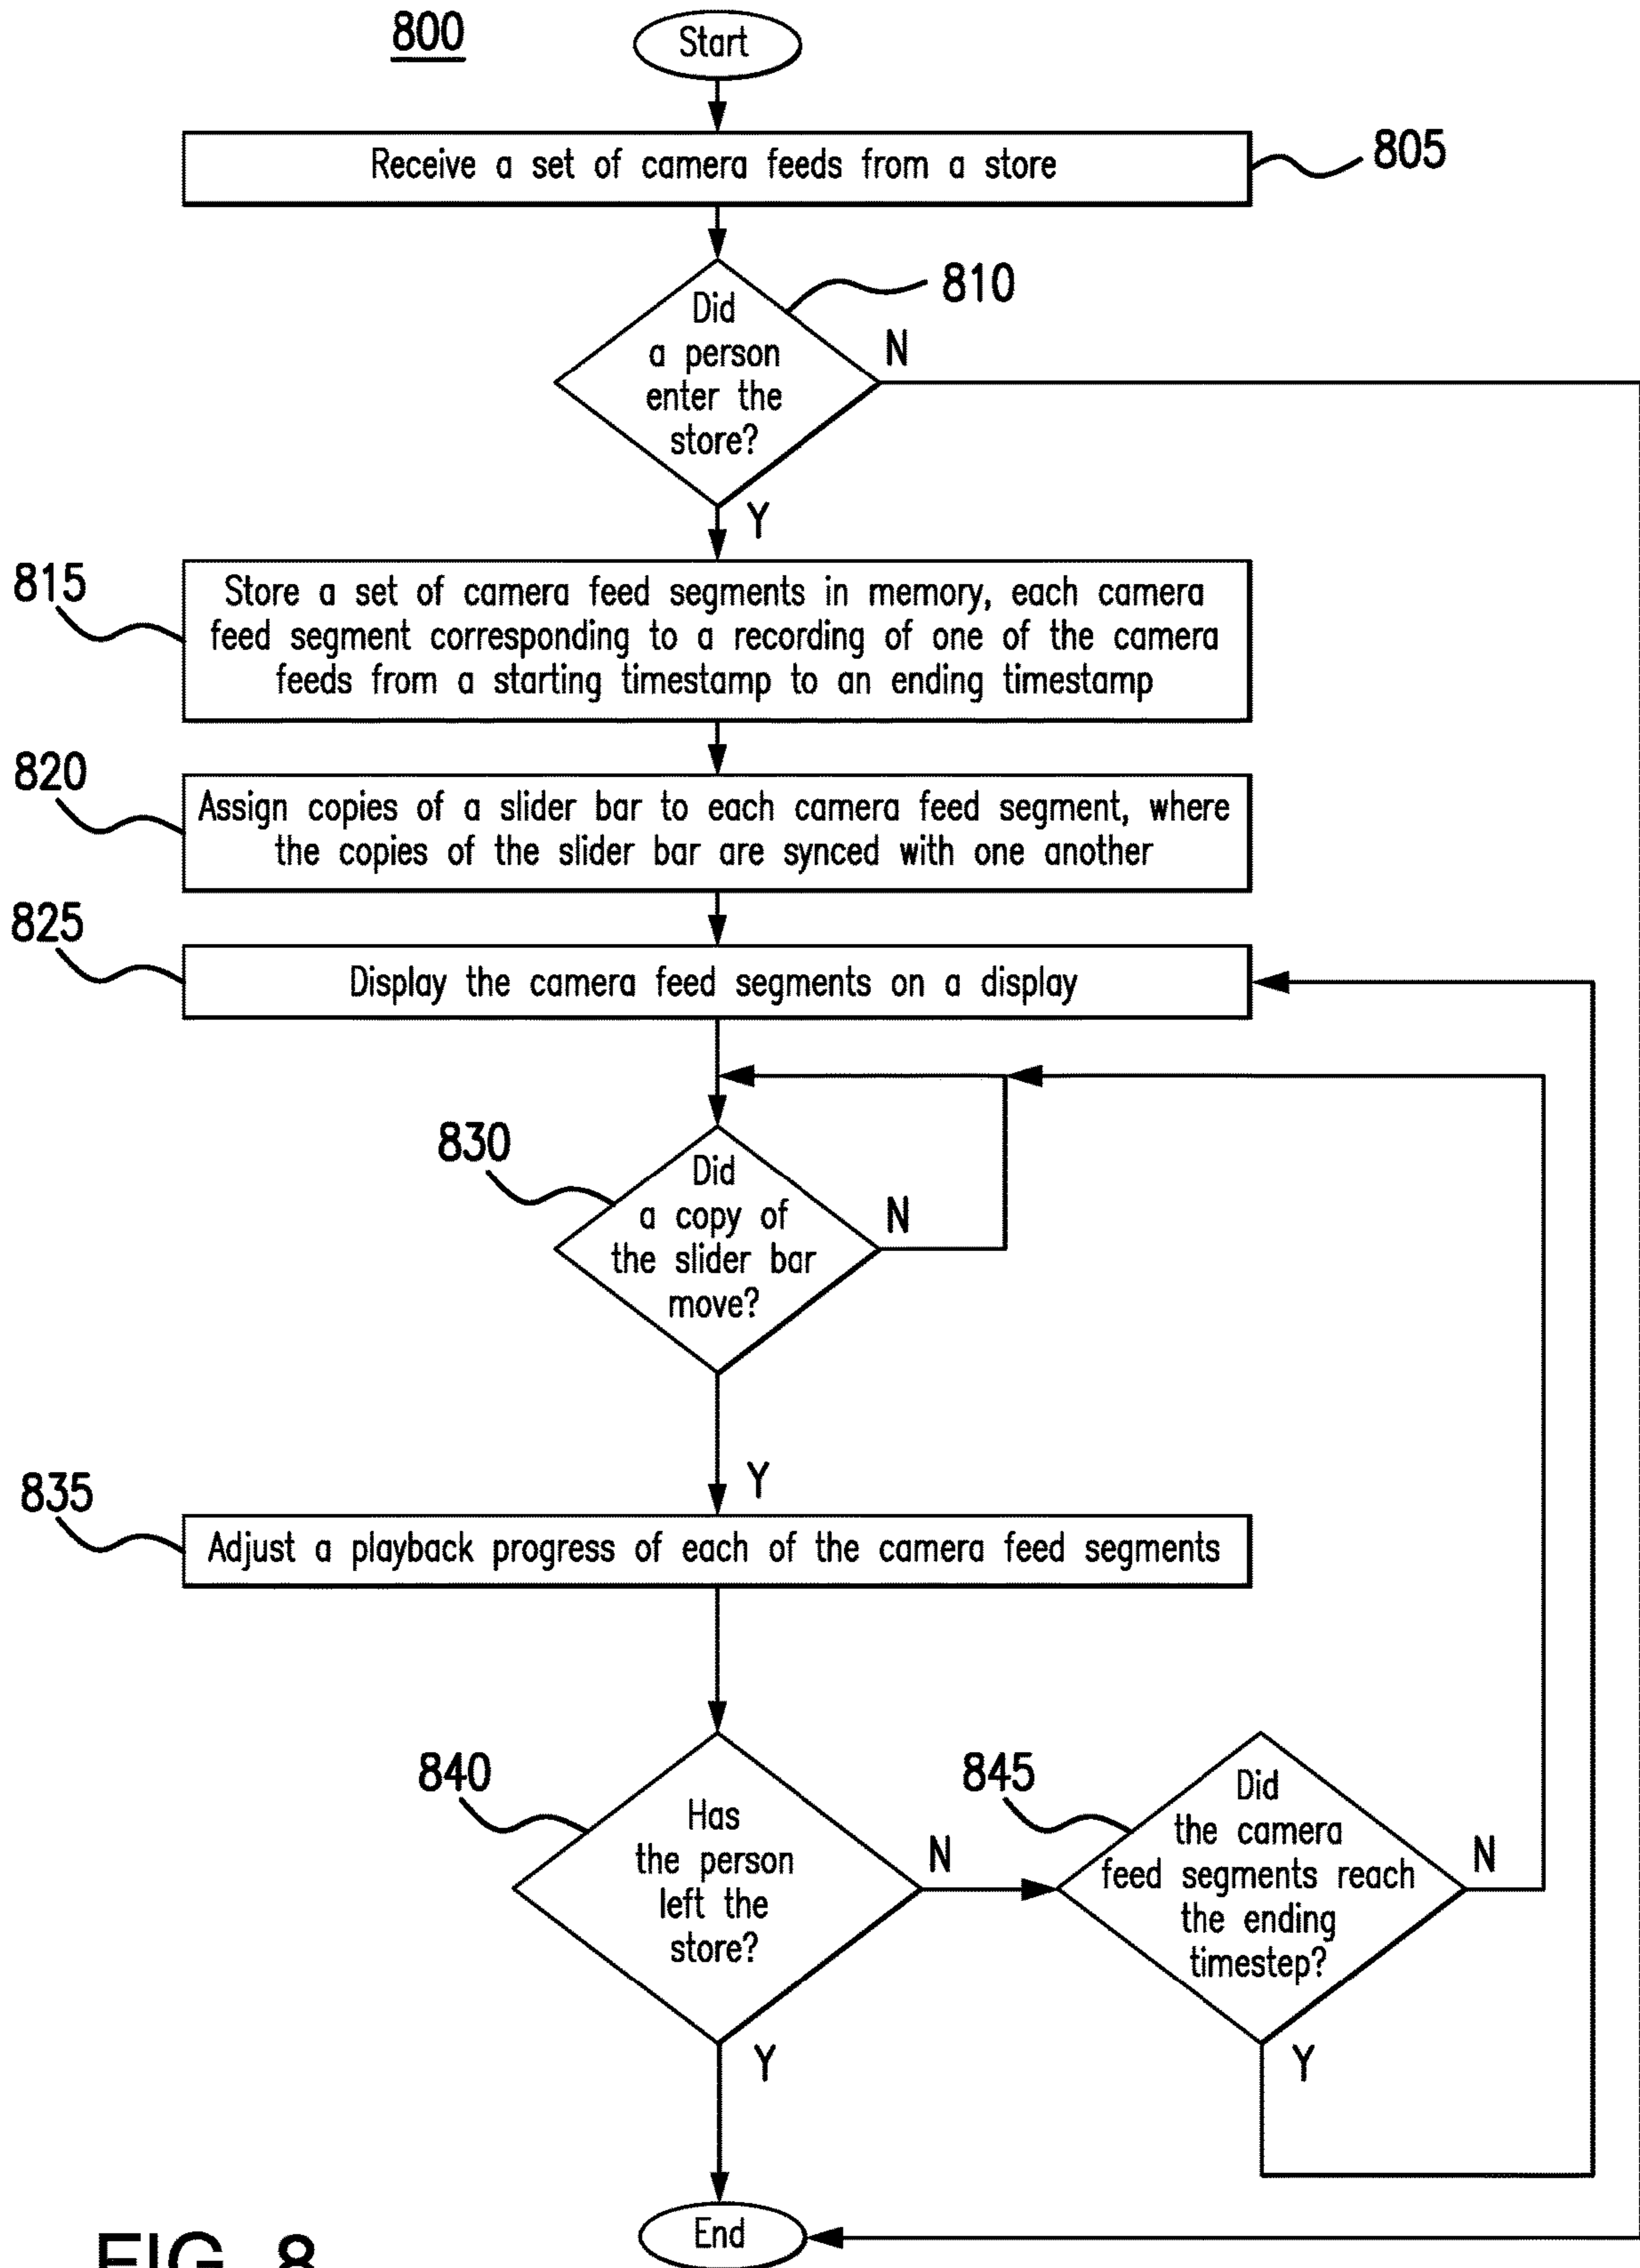 800
Start
Receive a set of camera feeds from a store
805
810
Did
a person
enter the
store?
N
Y
815
Store a set of camera feed segments in memory, each camera
feed segment corresponding to a recording of one of the camera
feeds from a starting timestamp to an ending timestamp
820
Assign copies of a slider bar to each camera feed segment, where
the copies of the slider bar are synced with one another
825
Display the camera feed segments on a display
830
Did
a copy of
the slider bar
move?
N
Y
835
Adjust a playback progress of each of the camera feed segments
840
Has
the person
left the
store?
N
Y
845
Did
the camera
feed segments reach
the ending
timestep?
N
Y
End
FIG. 8